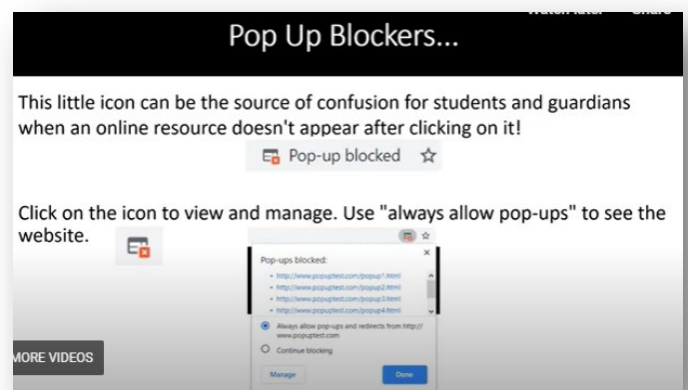 Watch later Share
Pop Up Blockers...
This little icon can be the source of confusion for students and guardians
when an online resource doesn't appear after clicking on it!
Pop-up blocked
Click on the icon to view and manage. Use "always allow pop-ups" to see the
website.
Pop-ups blocked:
http://www.popuptest.com/popup1.html
http://www.popuptest.com/popup2.html
http://www.popuptest.com/popup3.html
http://www.popuptest.com/popup4.html
Always allow pop-ups and redirects from http://
www.popuptest.com
Continue blocking
Manage Done
MORE VIDEOS